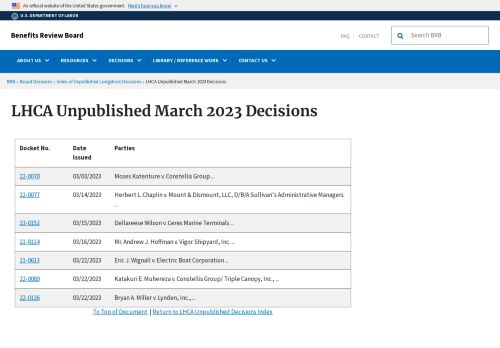 An official website of the United States government. Here's how you know
U.S. DEPARTMENT OF LABOR
Benefits Review Board
FAQ CONTACT
Search BRB
ABOUT US RESOURCES DECISIONS LIBRARY / REFERENCE WORK CONTACT US
BRB › Board Decisions › Index of Unpublished Longshore Decisions › LHCA Unpublished March 2023 Decisions
LHCA Unpublished March 2023 Decisions
Docket No. Date Issued Parties
22-0070 03/03/2023 Moses Katenture v. Constellis Group ..
22-0077 03/14/2023 Herbert L. Chaplin v. Mount & Dismount, LLC, D/B/A Sullivan's Administrative Managers ...
23-0152 03/15/2023 Dellareese Wilson v. Ceres Marine Terminals ...
21-0114 03/16/2023 Mr. Andrew J. Hoffman v. Vigor Shipyard, Inc. ...
21-0613 03/22/2023 Eric J. Wignall v. Electric Boat Corporation ...
22-0089 03/22/2023 Katakuri E. Muhereza v. Constellis Group/ Triple Canopy, Inc., ...
22-0126 03/22/2023 Bryan A. Miller v. Lynden, Inc., ...
To Top of Document | Return to LHCA Unpublished Decisions Index